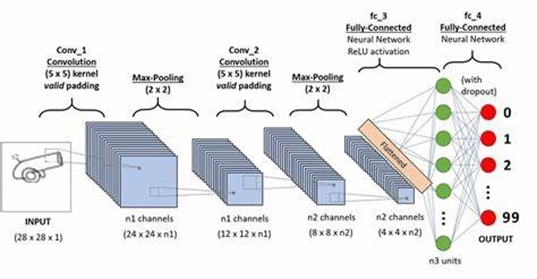 Conv_1
Convolution
(5 x 5) kernel
valid padding
Max-Pooling
(2 x 2)
Conv_2
Convolution
(5 x 5) kernel
valid padding
Max-Pooling
(2 x 2)
fc_3
Fully-Connected
Neural Network
ReLU activation
fc_4
Fully-Connected
Neural Network
(with
dropout)
Flattened
0
1
2
99
OUTPUT
INPUT
(28 x 28 x 1)
n1 channels
(24 x 24 x n1)
n1 channels
(12 x 12 x n1)
n2 channels
(8 x 8 x n2)
n2 channels
(4 x 4 x n2)
n3 units